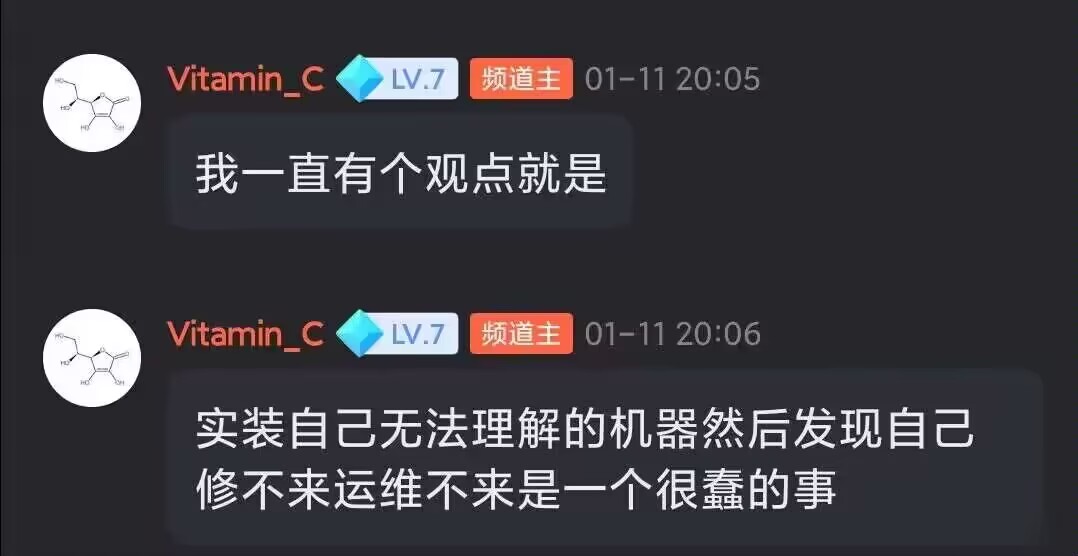 Vitamin_C LV.7 频道主 01-11 20:05
我一直有个观点就是
Vitamin_C LV.7 频道主 01-11 20:06
实装自己无法理解的机器然后发现自己
修不来运维不来是一个很蠢的事